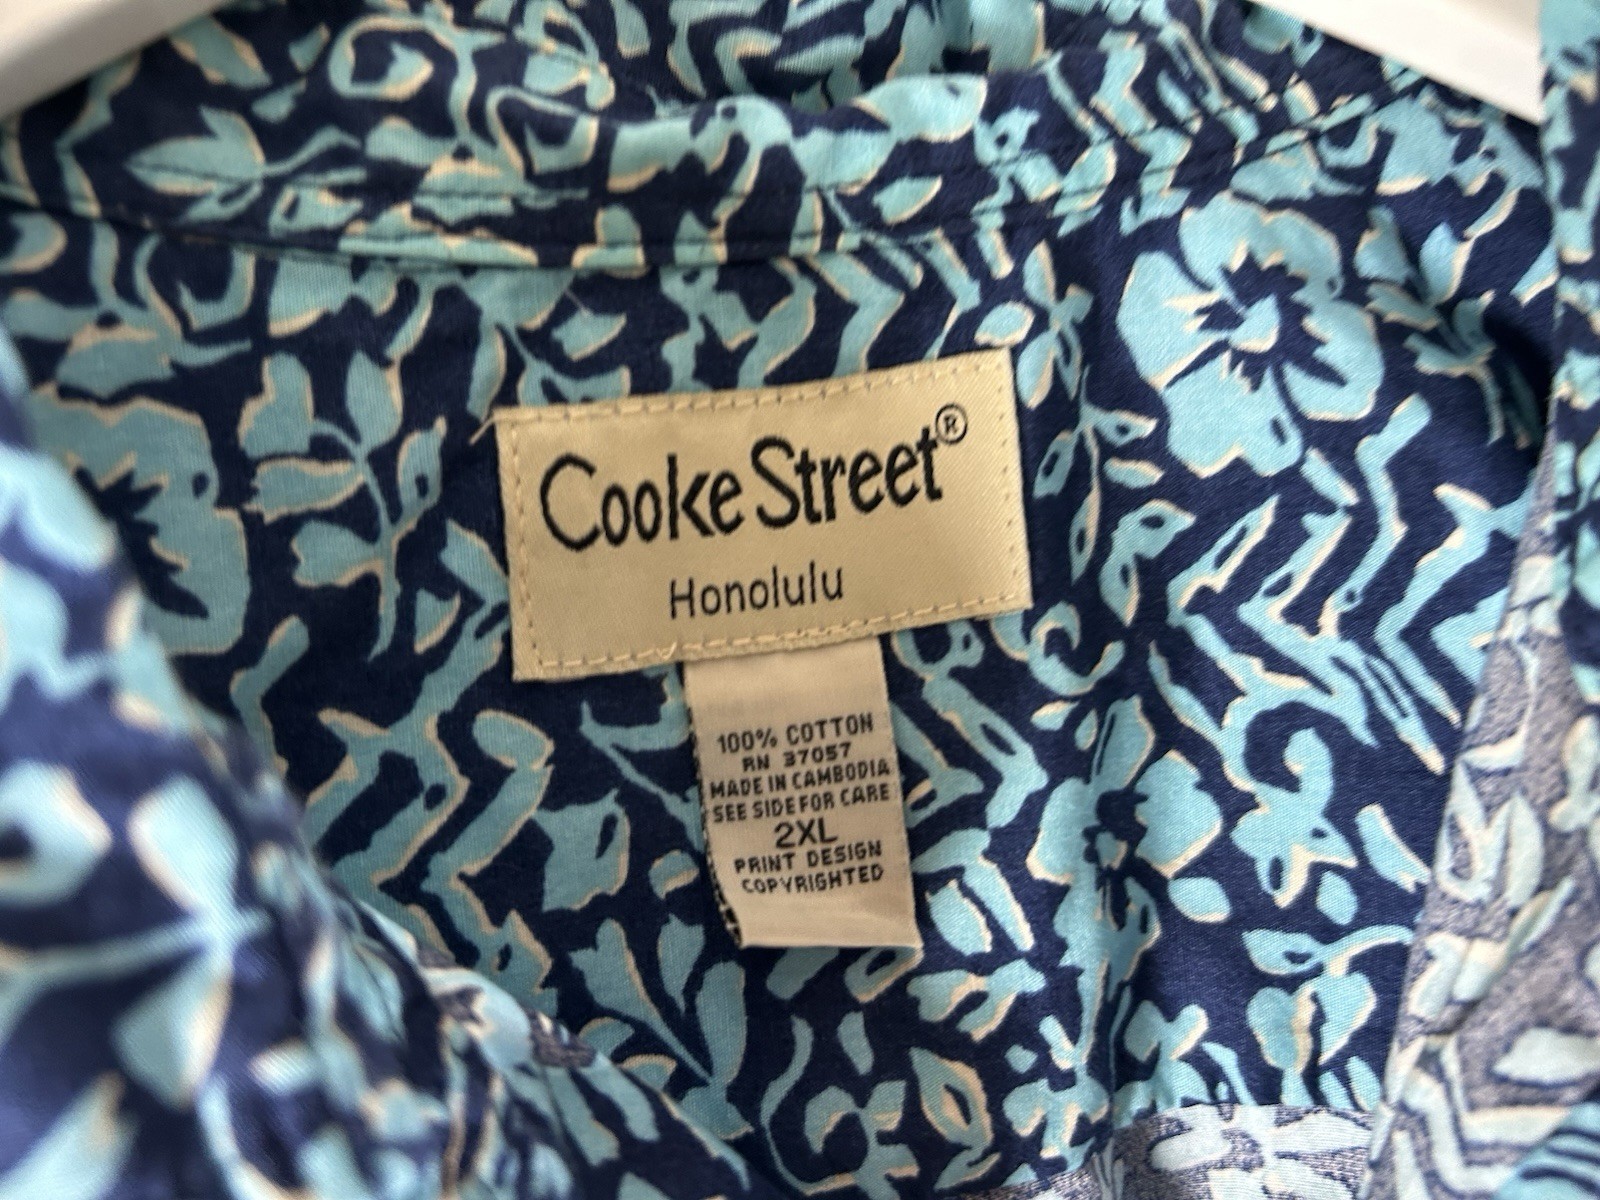 Cooke Street®
Honolulu
100% COTTON
RN 37057
MADE IN CAMBODIA
SEE SIDE FOR CARE
2XL
PRINT DESIGN
COPYRIGHTED